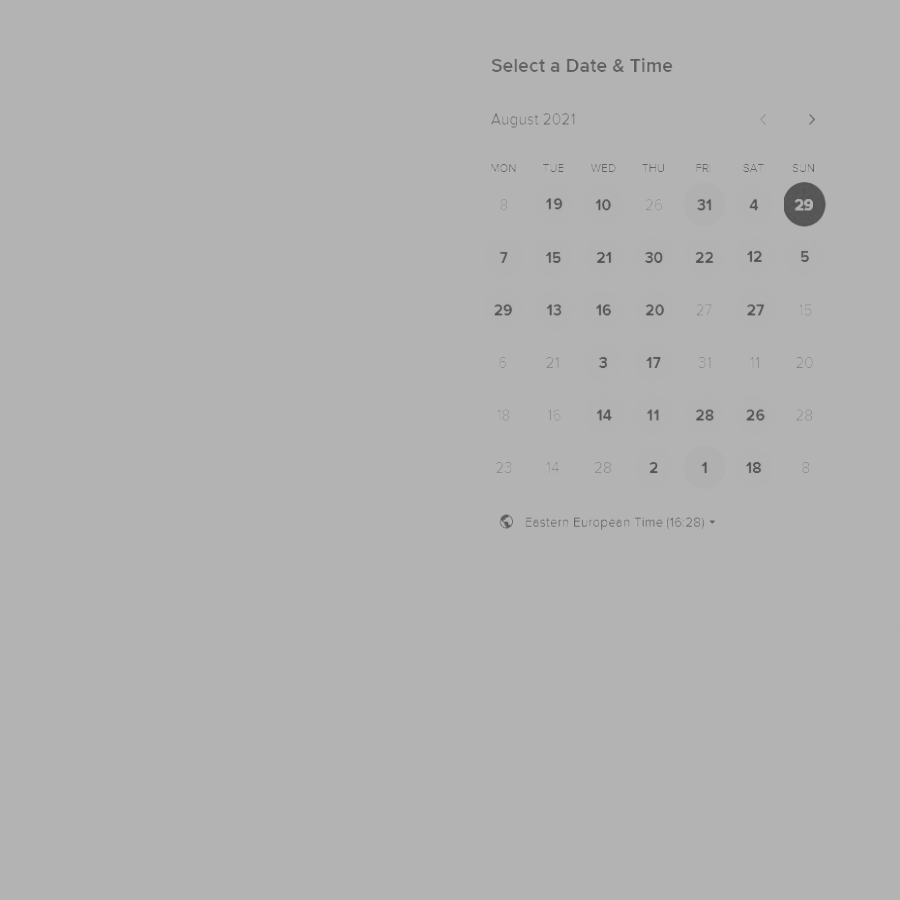 Select a Date & Time
August 2021
MON TUE WED THU FRI SAT SUN
8 19 10 26 31 4 29
7 15 21 30 22 12 5
29 13 16 20 27 27 15
6 21 3 17 31 11 20
18 16 14 11 28 26 28
23 14 28 2 1 18 8
Eastern European Time (16:28)